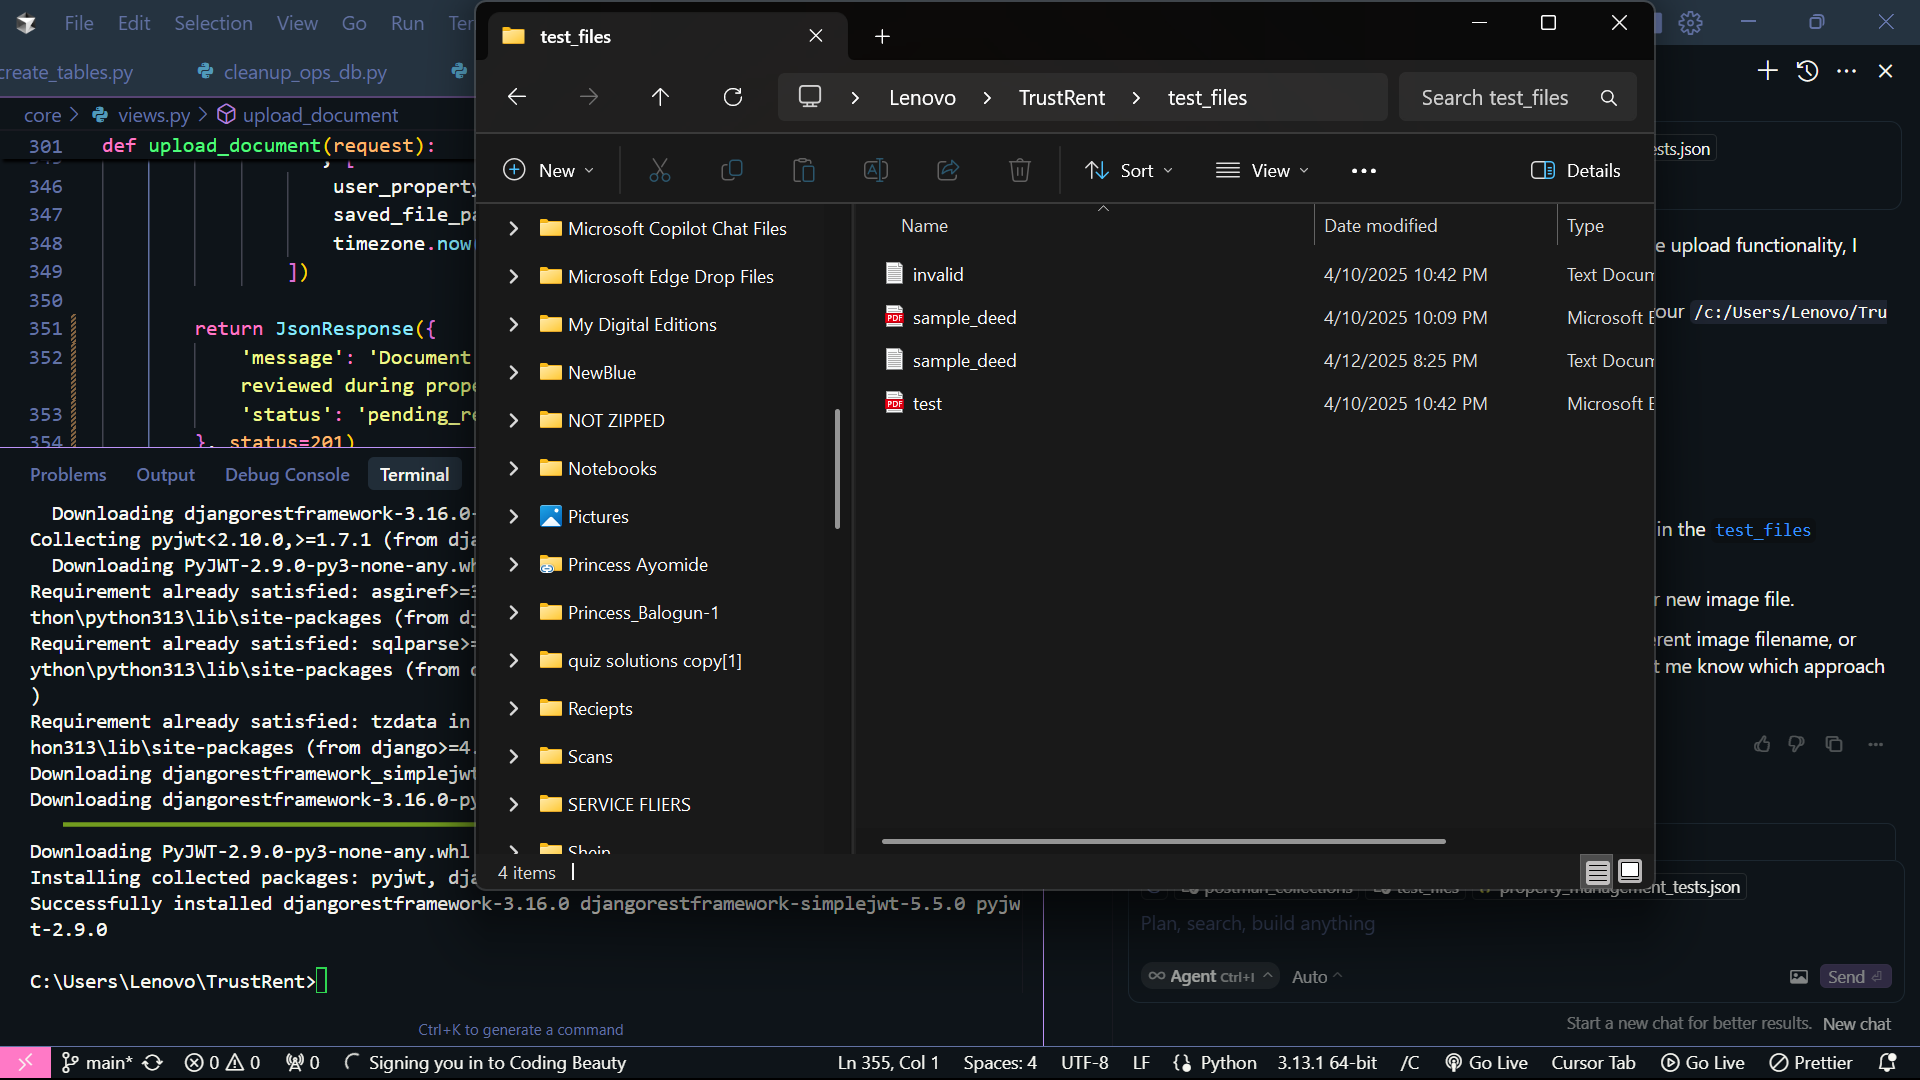 File Edit Selection View Go Run Ter
create_tables.py cleanup_ops_db.py
core > views.py > upload_document
301 def upload_document(request):
346 user_property
347 saved_file_pa
348 timezone.now
349 ])
350
351 return JsonResponse({
352 'message': 'Document
reviewed during prope
353 'status': 'pending_re
354 }, status=201)
Problems Output Debug Console Terminal
Downloading djangorestframework-3.16.0-
Collecting pyjwt<2.10.0,>=1.7.1 (from dja
Downloading PyJWT-2.9.0-py3-none-any.wh
Requirement already satisfied: asgiref>=3
thon\python313\lib\site-packages (from dj
Requirement already satisfied: sqlparse>=
ython\python313\lib\site-packages (from d
)
Requirement already satisfied: tzdata in
hon313\lib\site-packages (from django>=4.
Downloading djangorestframework_simplejwt
Downloading djangorestframework-3.16.0-py
Downloading PyJWT-2.9.0-py3-none-any.whl
Installing collected packages: pyjwt, dja
Successfully installed djangorestframework-3.16.0 djangorestframework-simplejwt-5.5.0 pyjw
t-2.9.0
C:\Users\Lenovo\TrustRent>
Ctrl+K to generate a command
test_files
Lenovo > TrustRent > test_files
Search test_files
New Sort View Details
Microsoft Copilot Chat Files
Microsoft Edge Drop Files
My Digital Editions
NewBlue
NOT ZIPPED
Notebooks
Pictures
Princess Ayomide
Princess_Balogun-1
quiz solutions copy[1]
Reciepts
Scans
SERVICE FLIERS
Shein
Name Date modified Type
invalid 4/10/2025 10:42 PM Text Docum
PDF sample_deed 4/10/2025 10:09 PM Microsoft E
sample_deed 4/12/2025 8:25 PM Text Docum
PDF test 4/10/2025 10:42 PM Microsoft E
4 items
sts.json
e upload functionality, I
our /c:/Users/Lenovo/Tru
in the test_files
r new image file.
erent image filename, or
t me know which approach
postman_collections test_files property_management_tests.json
Plan, search, build anything
Agent Ctrl+I Auto Send
Start a new chat for better results. New chat
main* 0 0 0 Signing you in to Coding Beauty Ln 355, Col 1 Spaces: 4 UTF-8 LF Python 3.13.1 64-bit /C Go Live Cursor Tab Go Live Prettier